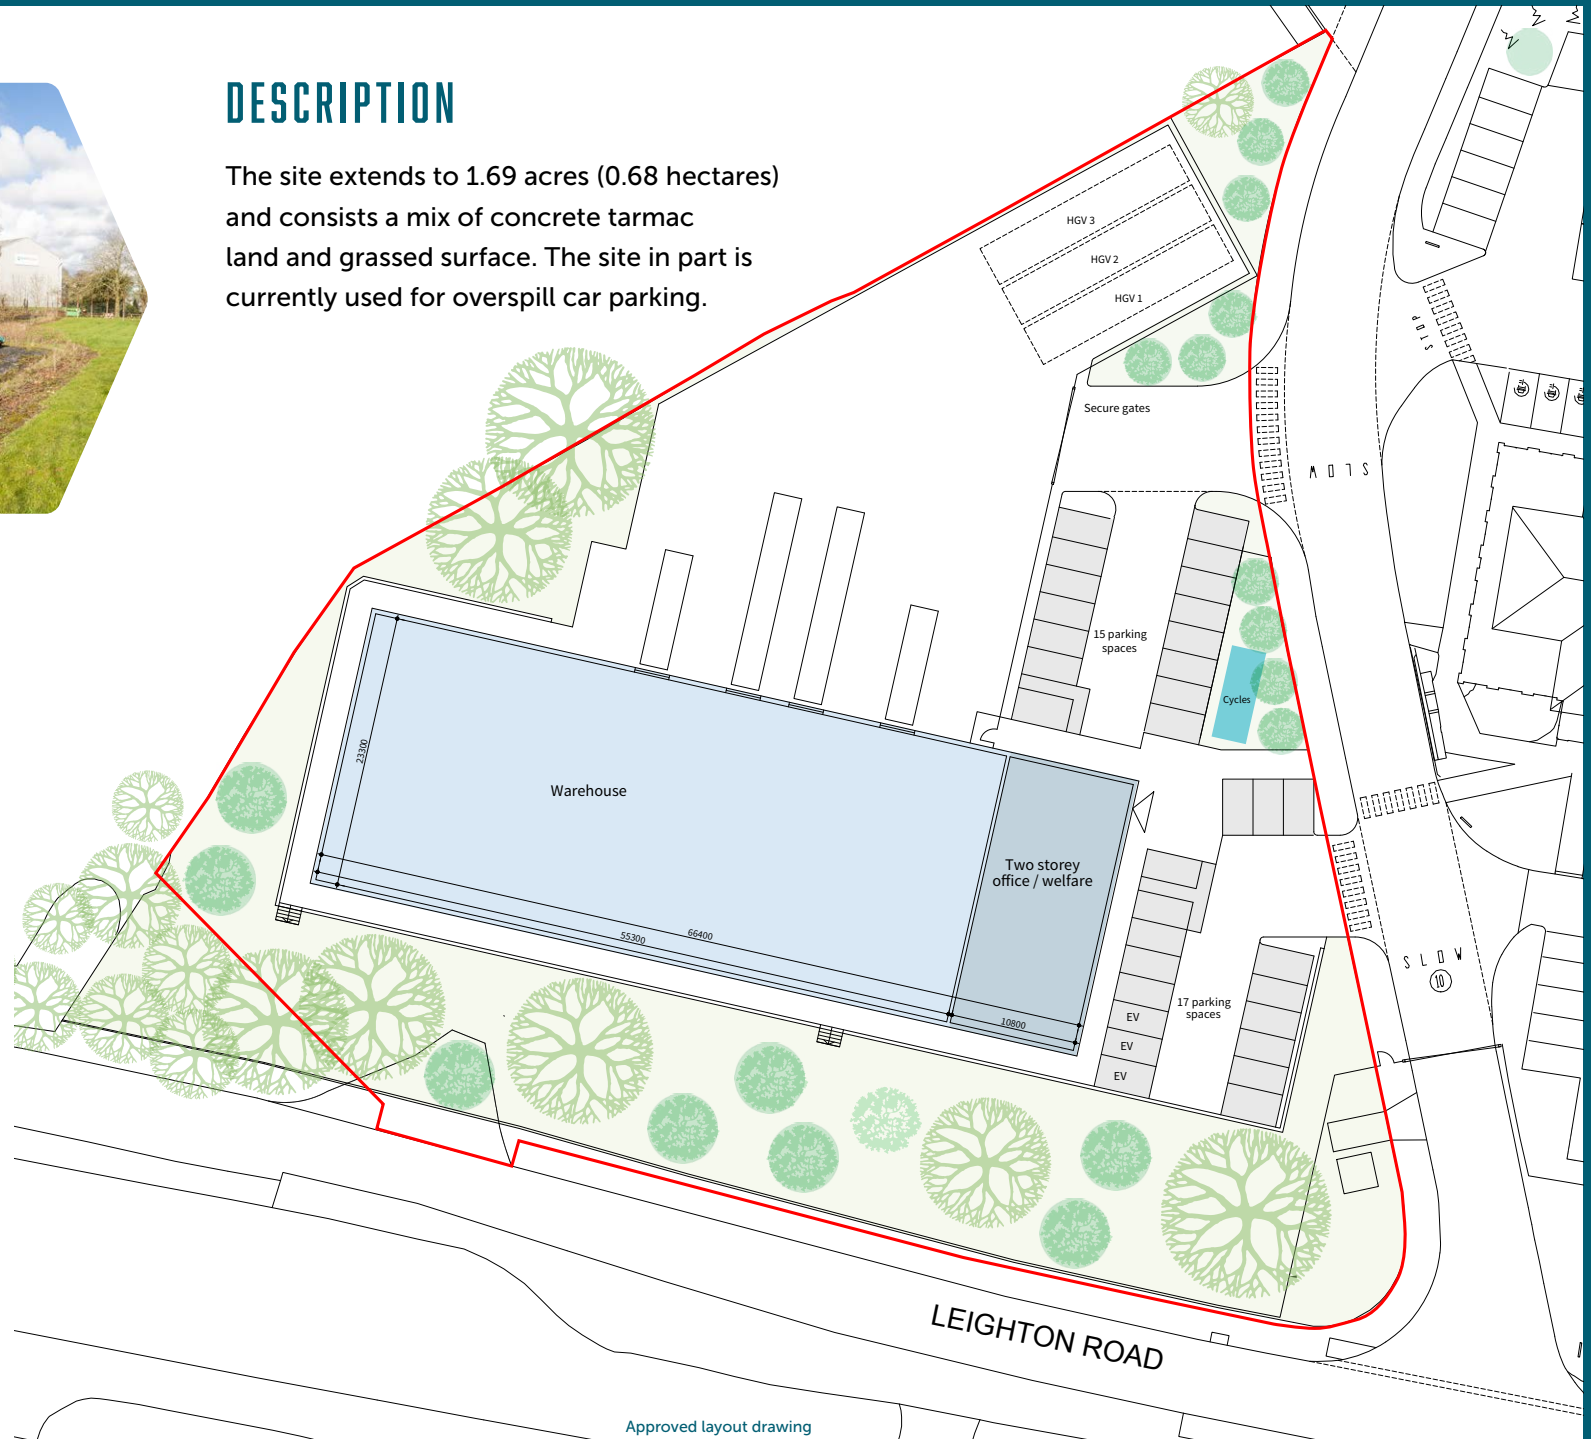 DESCRIPTION
The site extends to 1.69 acres (0.68 hectares)
and consists a mix of concrete tarmac
land and grassed surface. The site in part is
currently used for overspill car parking.
HGV 3
HGV 2
HGV 1
Secure gates
STOP
SLOW
15 parking
spaces
Cycles
23300
Warehouse
Two storey
office / welfare
66400
55300
10800
17 parking
spaces
EV
EV
EV
SLOW
10
LEIGHTON ROAD
Approved layout drawing